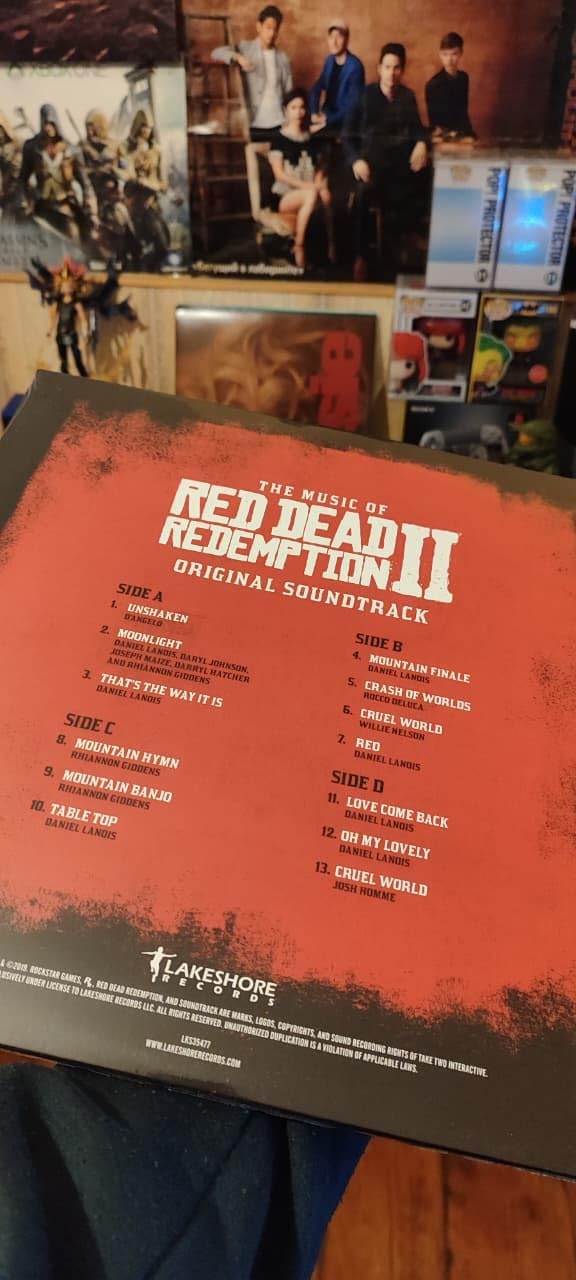 XBOX ONE
POP PROTECTOR
POP PROTECTOR
SONY
THE MUSIC OF
RED DEAD
REDEMPTION II
ORIGINAL SOUNDTRACK
SIDE A
1. UNSHAKEN
D'ANGELO
2. MOONLIGHT
DANIEL LANOIS, DARYL JOHNSON,
JOSEPH MAIZE, DARRYL HATCHER
AND RHIANNON GIDDENS
3. THAT'S THE WAY IT IS
DANIEL LANOIS
SIDE B
4. MOUNTAIN FINALE
DANIEL LANOIS
5. CRASH OF WORLDS
ROCCO DELUCA
6. CRUEL WORLD
WILLIE NELSON
7. RED
DANIEL LANOIS
SIDE C
8. MOUNTAIN HYMN
RHIANNON GIDDENS
9. MOUNTAIN BANJO
RHIANNON GIDDENS
10. TABLE TOP
DANIEL LANOIS
SIDE D
11. LOVE COME BACK
DANIEL LANOIS
12. OH MY LOVELY
DANIEL LANOIS
13. CRUEL WORLD
JOSH HOMME
LAKESHORE
RECORDS
& ©2019. ROCKSTAR GAMES, R*, RED DEAD REDEMPTION, AND SOUNDTRACK ARE MARKS, LOGOS, COPYRIGHTS, AND SOUND RECORDING RIGHTS OF TAKE TWO INTERACTIVE.
UNDER LICENSE TO LAKESHORE RECORDS LLC. ALL RIGHTS RESERVED. UNAUTHORIZED DUPLICATION IS A VIOLATION OF APPLICABLE LAWS.
LKS35477
WWW.LAKESHORERECORDS.COM